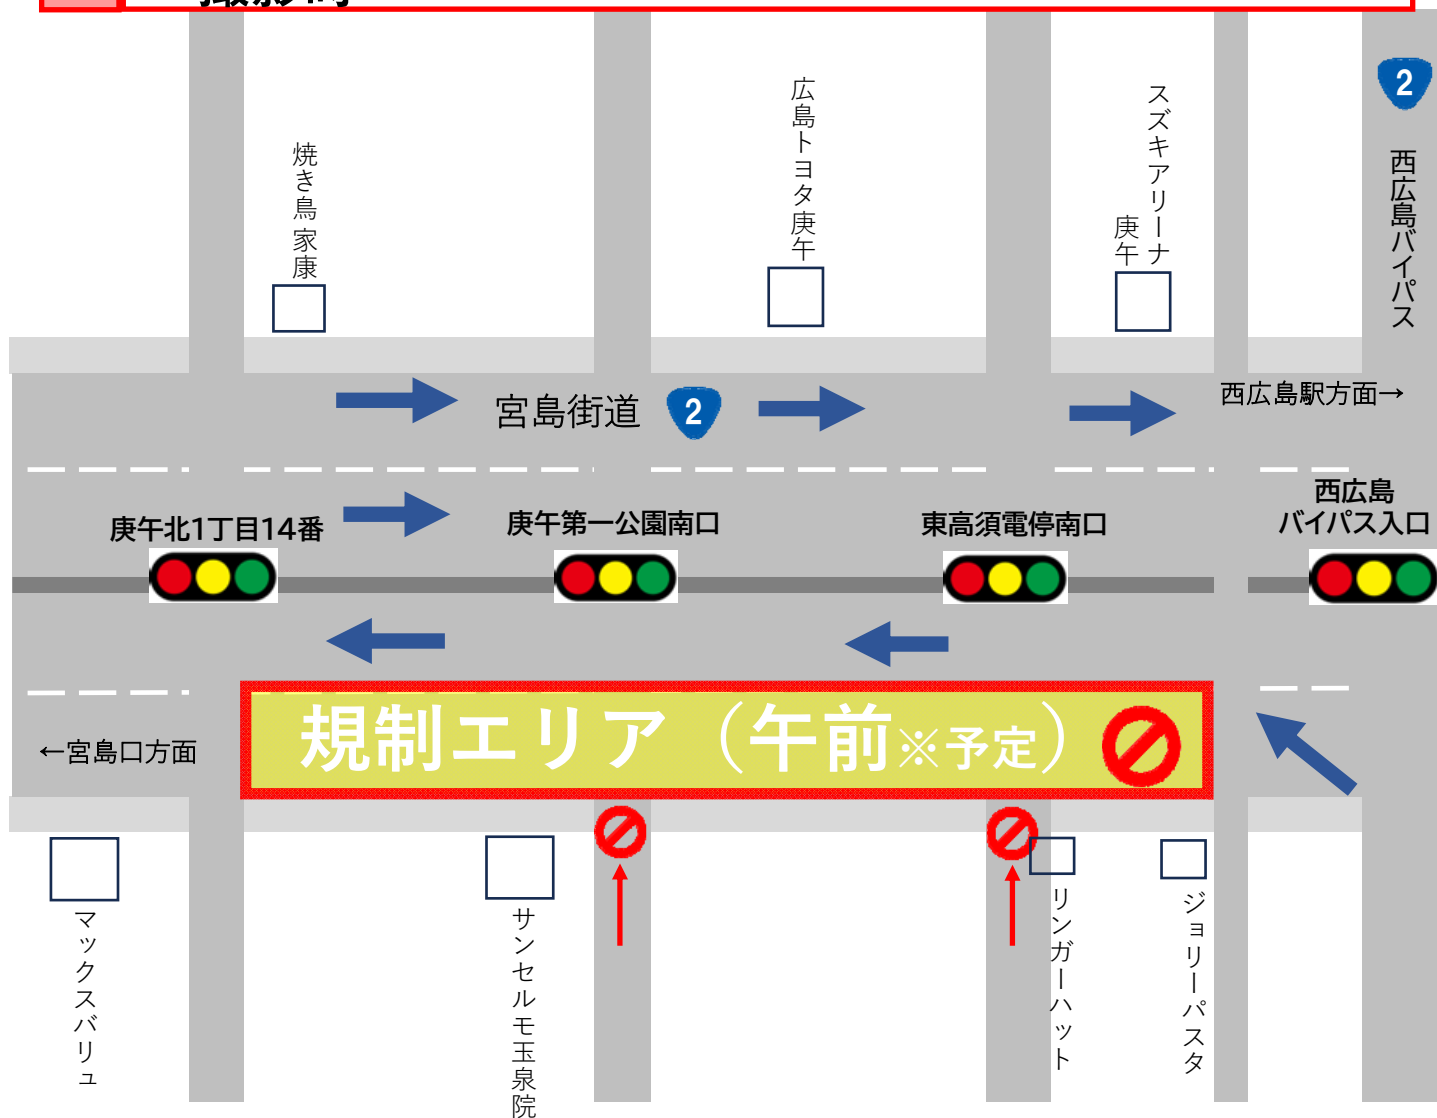 広島トヨタ庚午
スズキアリーナ
庚午
焼き鳥 家康
2
西広島バイパス
宮島街道
2
西広島駅方面→
庚午北1丁目14番
庚午第一公園南口
東高須電停南口
西広島
バイパス入口
規制エリア（午前※予定）
←宮島口方面
マックスバリュ
サンセルモ玉泉院
リンガーハット
ジョリーパスタ